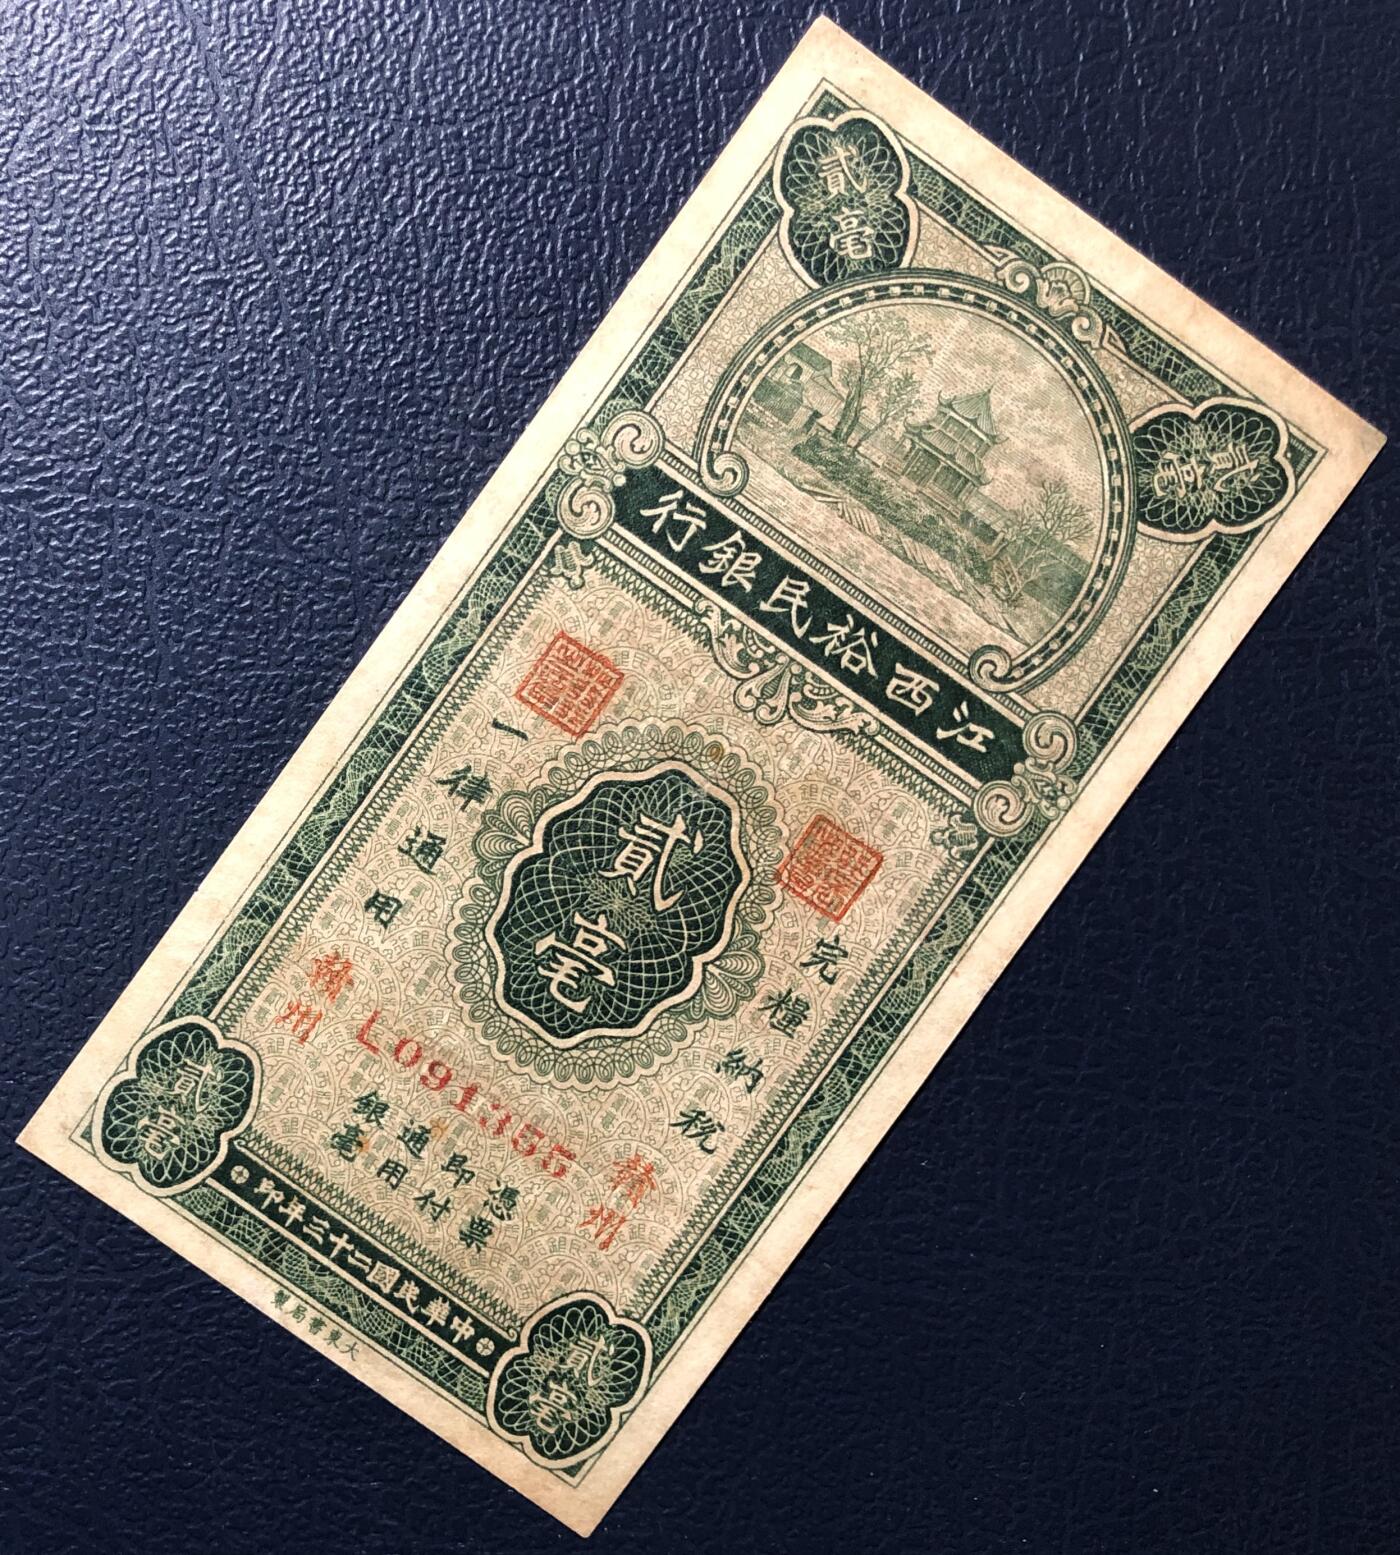 貳毫
貳毫
江西裕民銀行
完糧納稅
一律通用
貳毫
贛州
贛州
L091355
憑票
即付
通用
銀毫
貳毫
貳毫
中華民國二十三年印
大東書局製